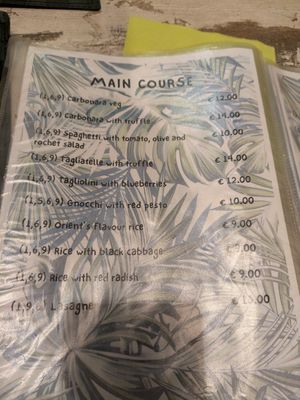 MAIN COURSE
(1,6,9) Carbonara veg € 12.00
(1,6,9) Carbonara with truffle € 14.00
(1,6,9) Spaghetti with tomato, olive and € 10.00
rochet salad
(1,6,9) Tagliatelle with truffle € 14.00
(1,6,9) Tagliolini with blueberries € 12.00
(1,5,6,9) Gnocchi with red pesto € 10.00
(1,6,9) Orient's flavour rice € 9.00
(1,6,9) Rice with black cabbage € 9.00
(1,6,9) Rice with red radish € 9.00
Lasagne €